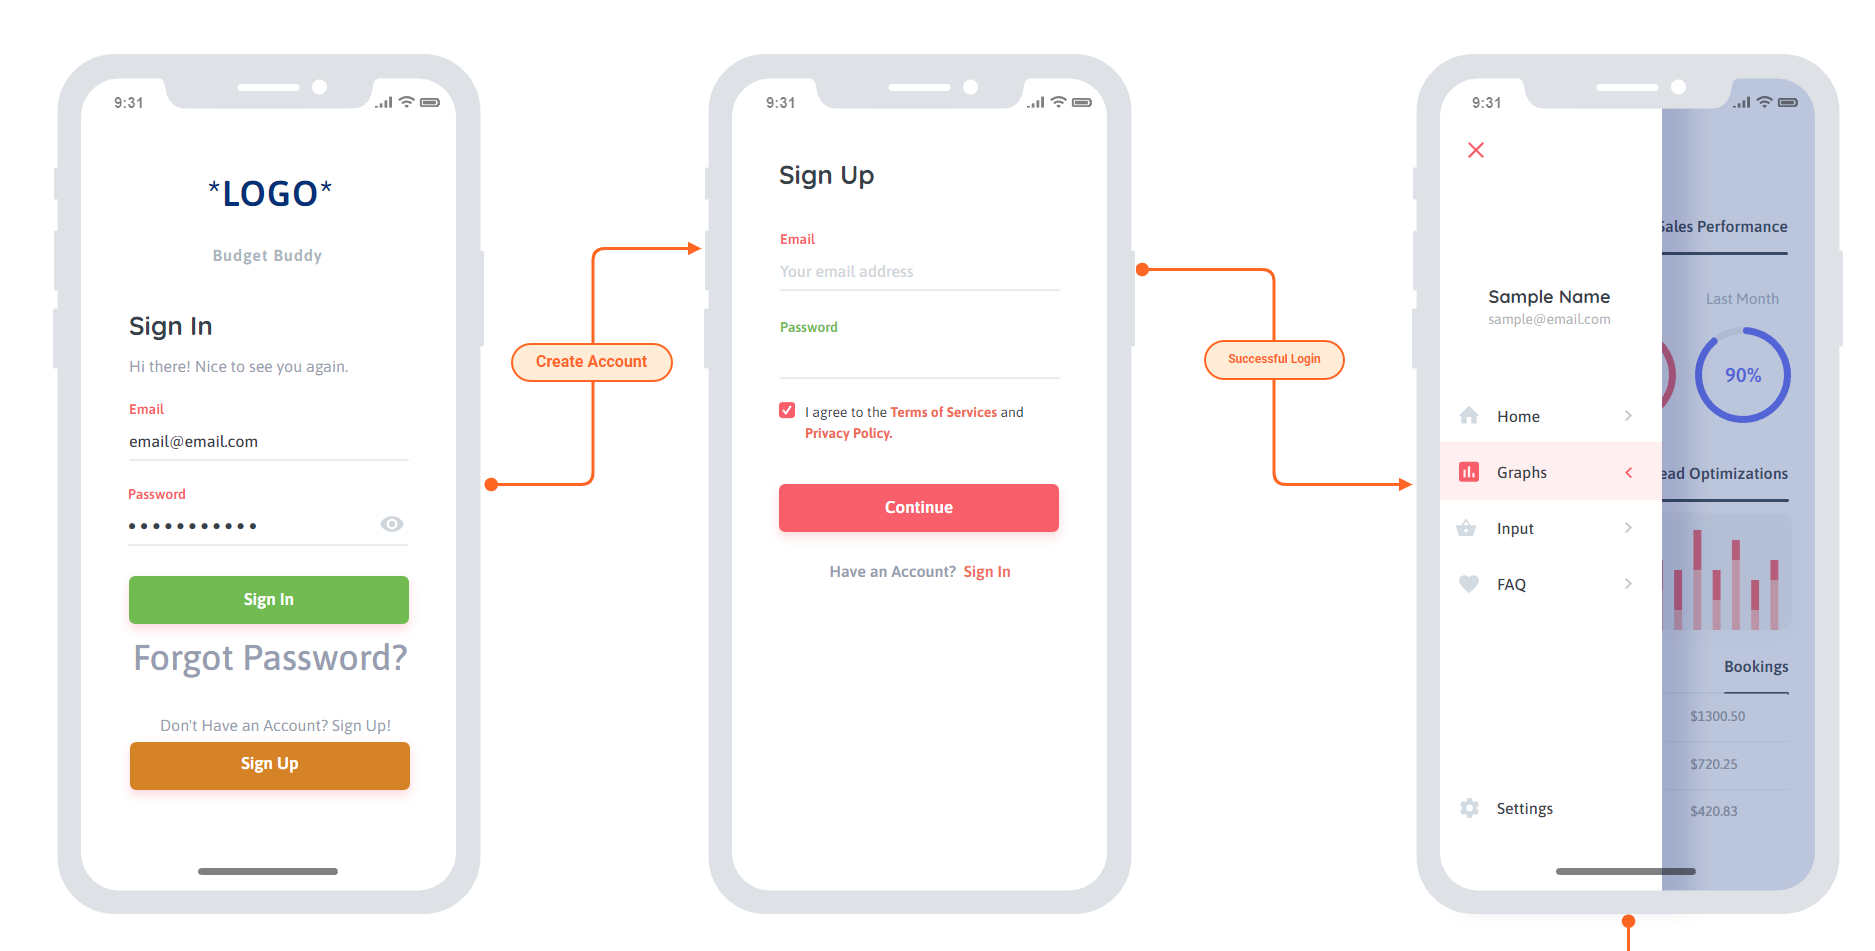 9:31
*LOGO*
Budget Buddy
Sign In
Hi there! Nice to see you again.
Email
email@email.com
Password
Sign In
Forgot Password?
Don't Have an Account? Sign Up!
Sign Up
Create Account
9:31
Sign Up
Email
Your email address
Password
I agree to the Terms of Services and
Privacy Policy.
Continue
Have an Account? Sign In
Successful Login
9:31
Sample Name
sample@email.com
Home
Graphs
Input
FAQ
Settings
Sales Performance
Last Month
90%
ead Optimizations
Bookings
$1300.50
$720.25
$420.83